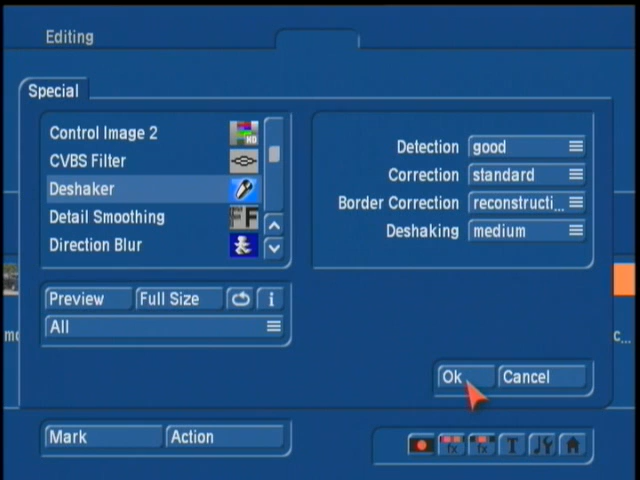 Editing
Special
Control Image 2
CVBS Filter
Deshaker
Detail Smoothing
Direction Blur
Detection good
Correction standard
Border Correction reconstructi...
Deshaking medium
Preview Full Size i
All
Ok Cancel
Mark Action